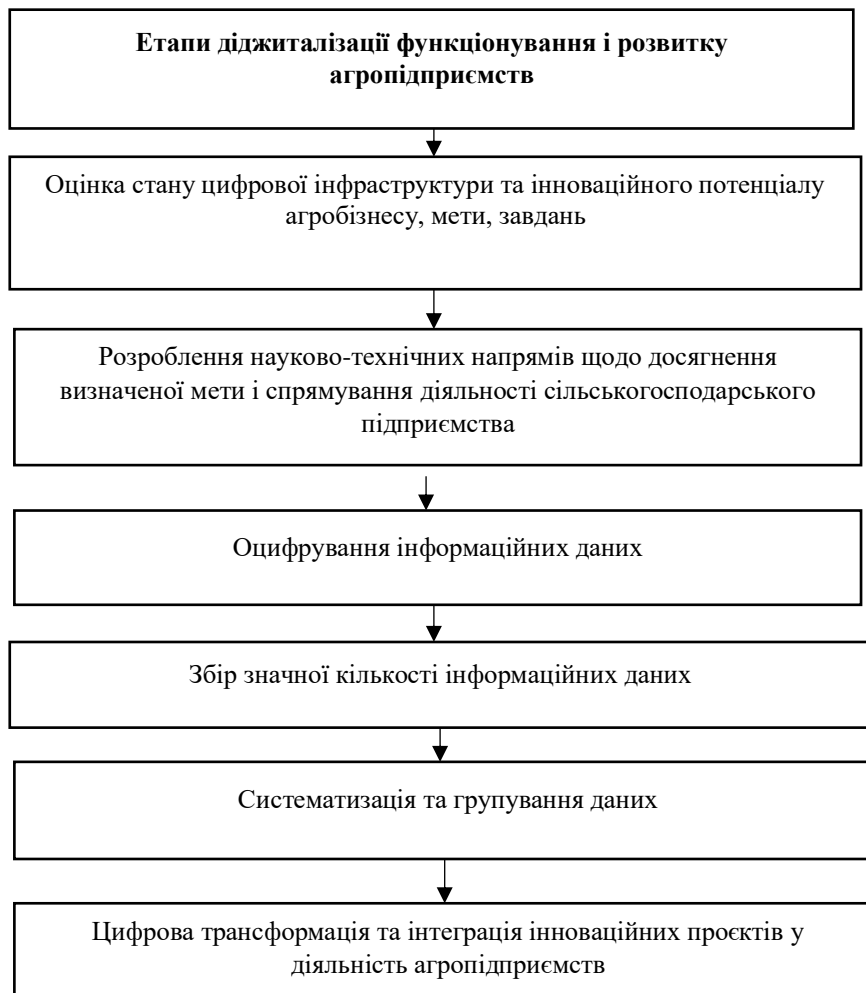 Етапи діджиталізації функціонування і розвитку
агропідприємств
Оцінка стану цифрової інфраструктури та інноваційного потенціалу
агробізнесу, мети, завдань
Розроблення науково-технічних напрямів щодо досягнення
визначеної мети і спрямування діяльності сільськогосподарського
підприємства
Оцифрування інформаційних даних
Збір значної кількості інформаційних даних
Систематизація та групування даних
Цифрова трансформація та інтеграція інноваційних проєктів у
діяльність агропідприємств